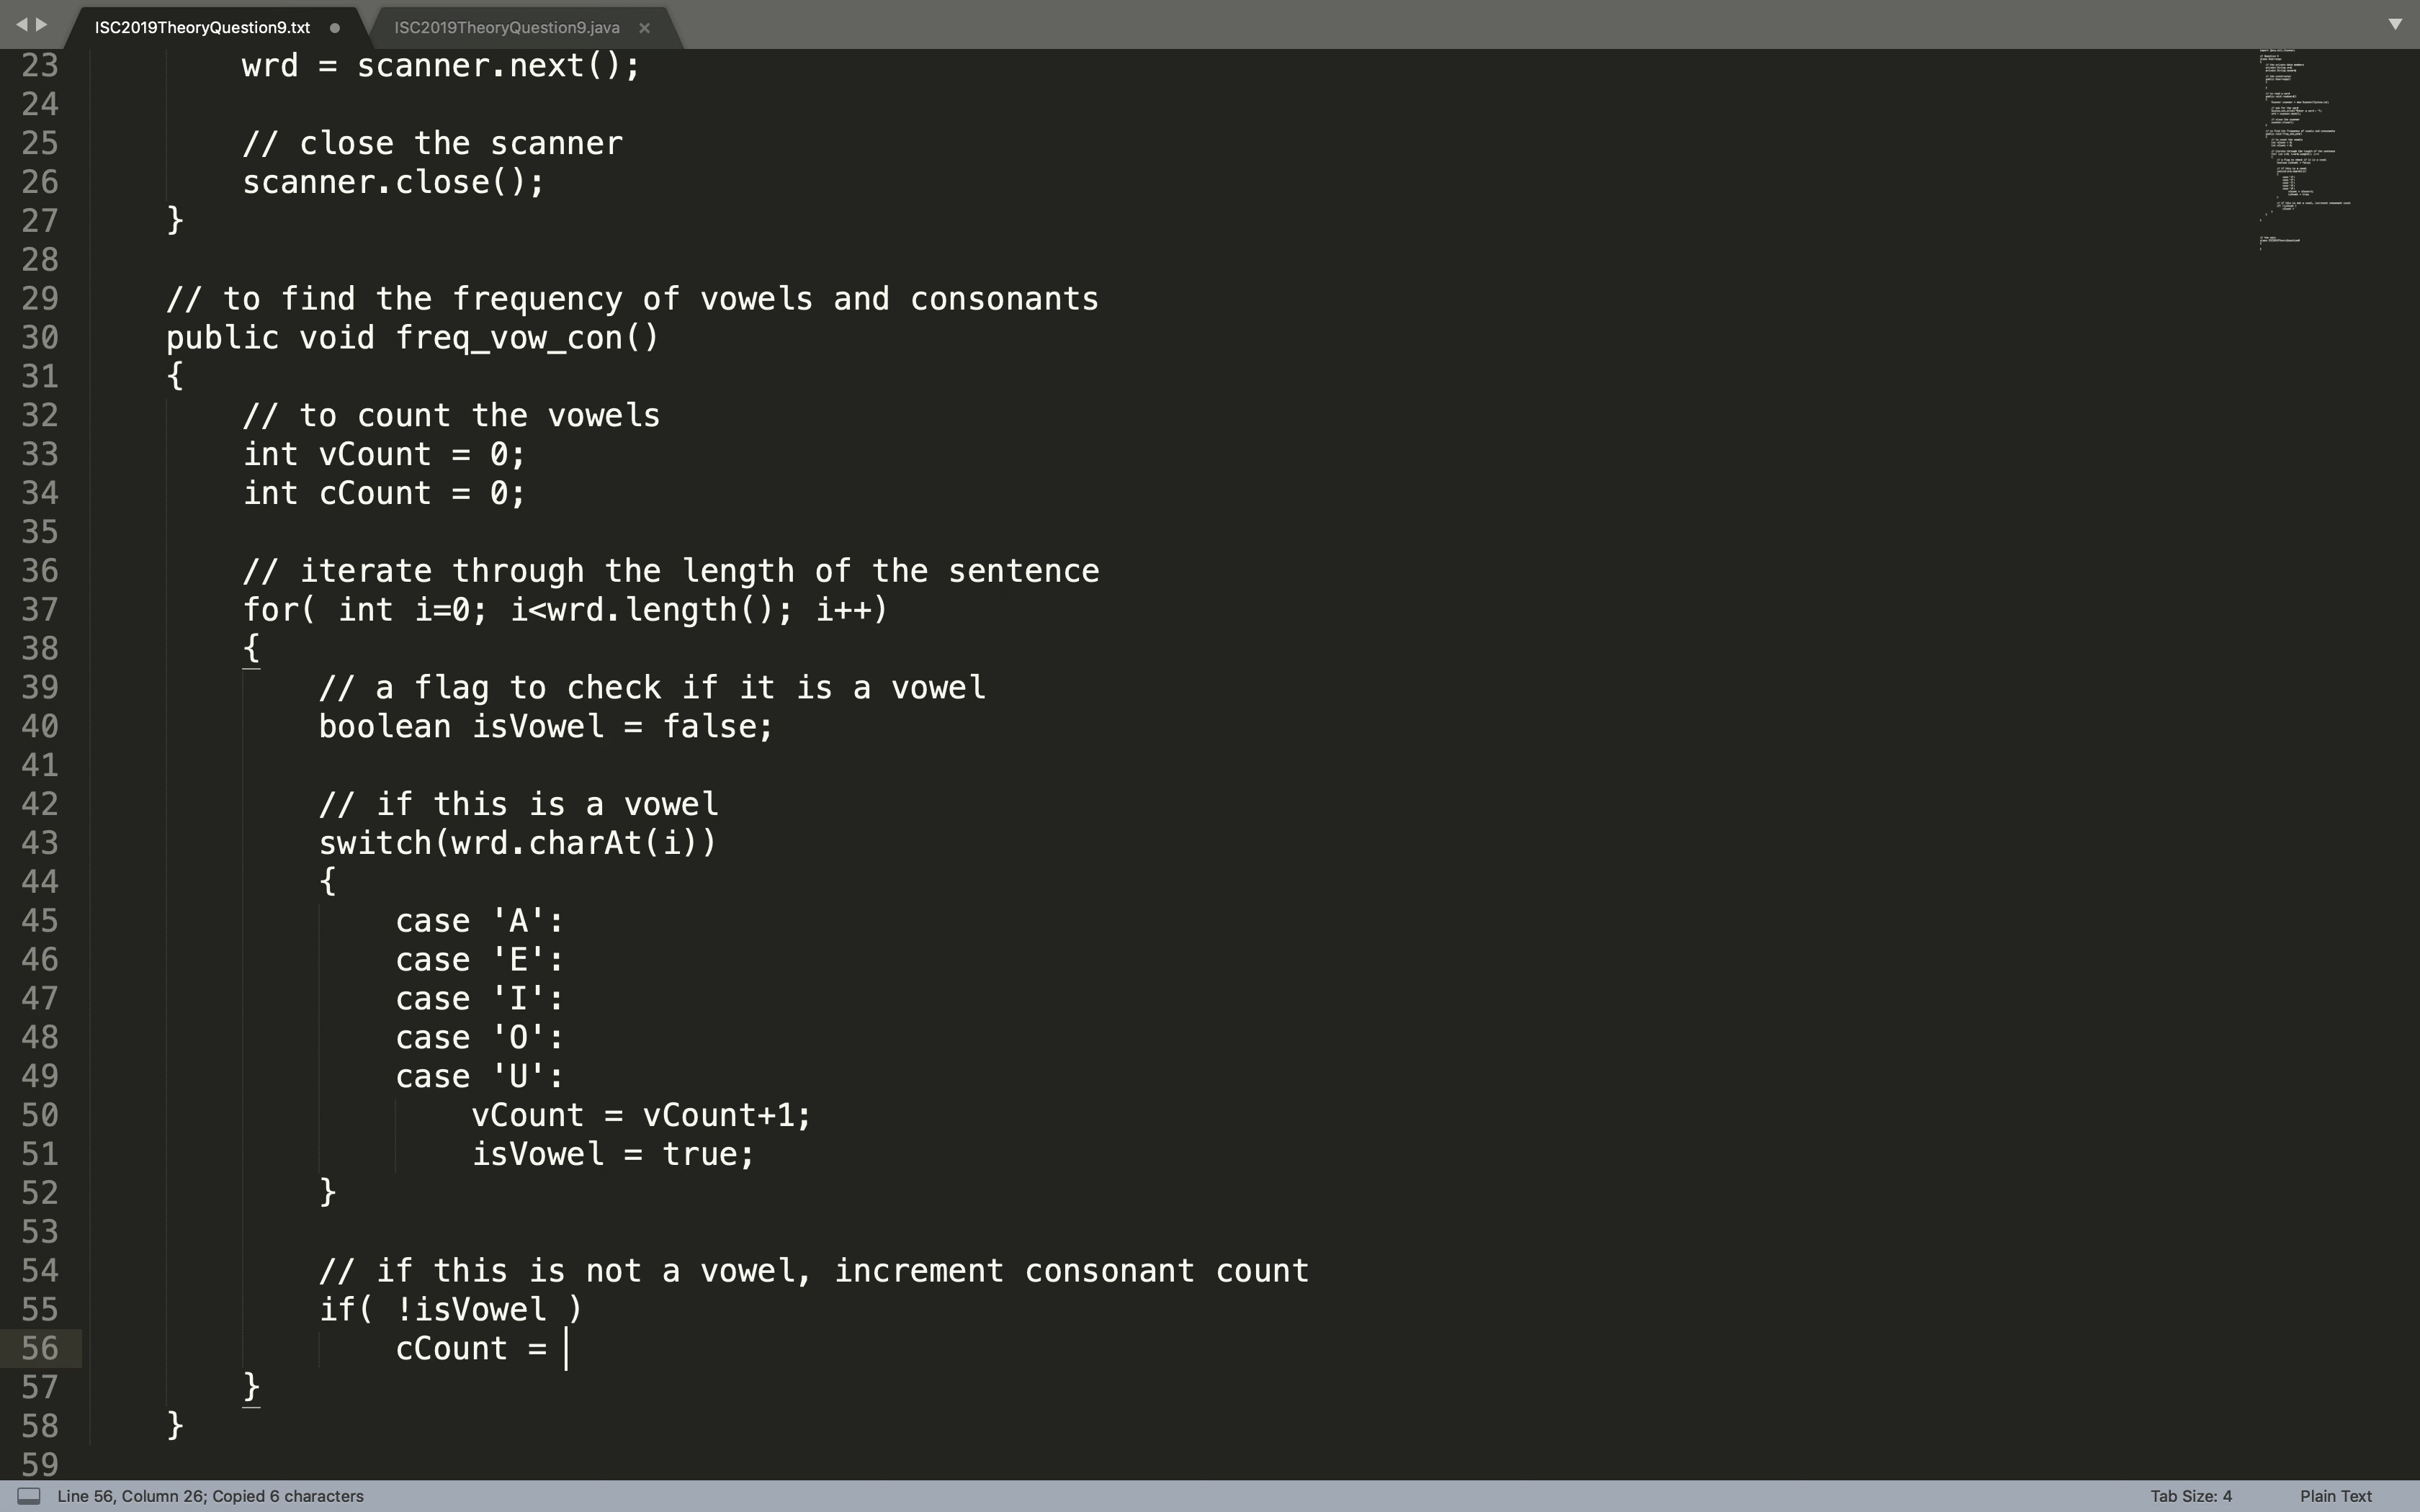 ISC2019TheoryQuestion9.txt
ISC2019TheoryQuestion9.java
23 wrd = scanner.next();
24
25 // close the scanner
26 scanner.close();
27 }
28
29 // to find the frequency of vowels and consonants
30 public void freq_vow_con()
31 {
32 // to count the vowels
33 int vCount = 0;
34 int cCount = 0;
35
36 // iterate through the length of the sentence
37 for( int i=0; i<wrd.length(); i++)
38 {
39 // a flag to check if it is a vowel
40 boolean isVowel = false;
41
42 // if this is a vowel
43 switch(wrd.charAt(i))
44 {
45 case 'A':
46 case 'E':
47 case 'I':
48 case 'O':
49 case 'U':
50 vCount = vCount+1;
51 isVowel = true;
52 }
53
54 // if this is not a vowel, increment consonant count
55 if( !isVowel )
56 cCount =
57 }
58 }
59
Line 56, Column 26; Copied 6 characters
Tab Size: 4
Plain Text